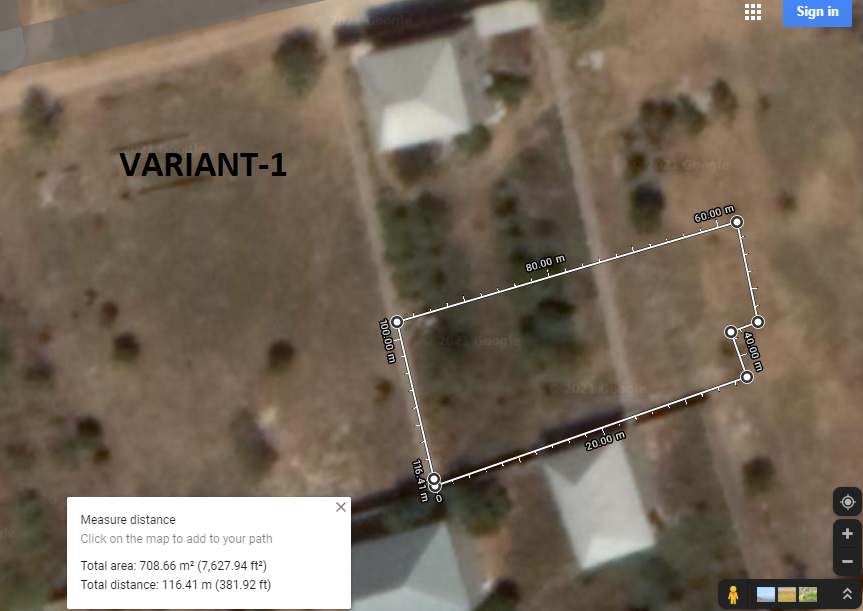 Sign in
© 2021 Google
VARIANT-1
2021 Google
60.00 m
80.00 m
100.00 m
© 2021 Google
40.00 m
© 2021 Google
20.00 m
116.41 m
0
Measure distance
Click on the map to add to your path
Total area: 708.66 m² (7,627.94 ft²)
Total distance: 116.41 m (381.92 ft)